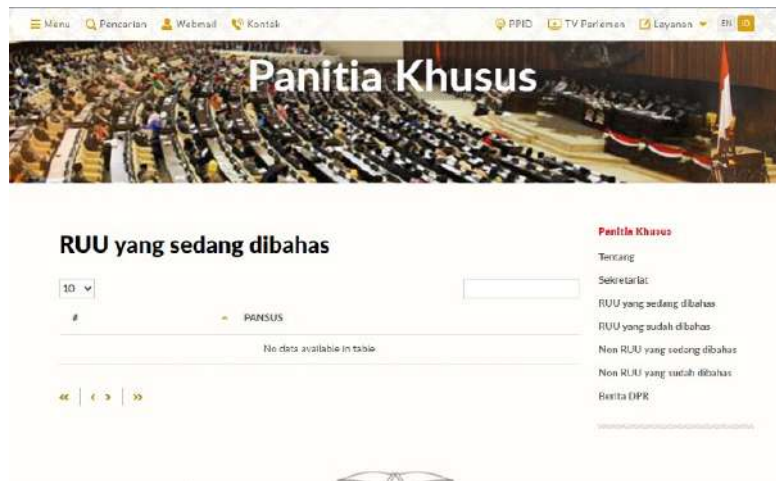 Menu Pencarian Webmail Kontak PPID TV Parlemen Layanan EN ID
Panitia Khusus
RUU yang sedang dibahas
10
# PANSUS
No data available in table
« ‹ › »
Panitia Khusus
Tentang
Sekretariat
RUU yang sedang dibahas
RUU yang sudah dibahas
Non RUU yang sedang dibahas
Non RUU yang sudah dibahas
Berita DPR